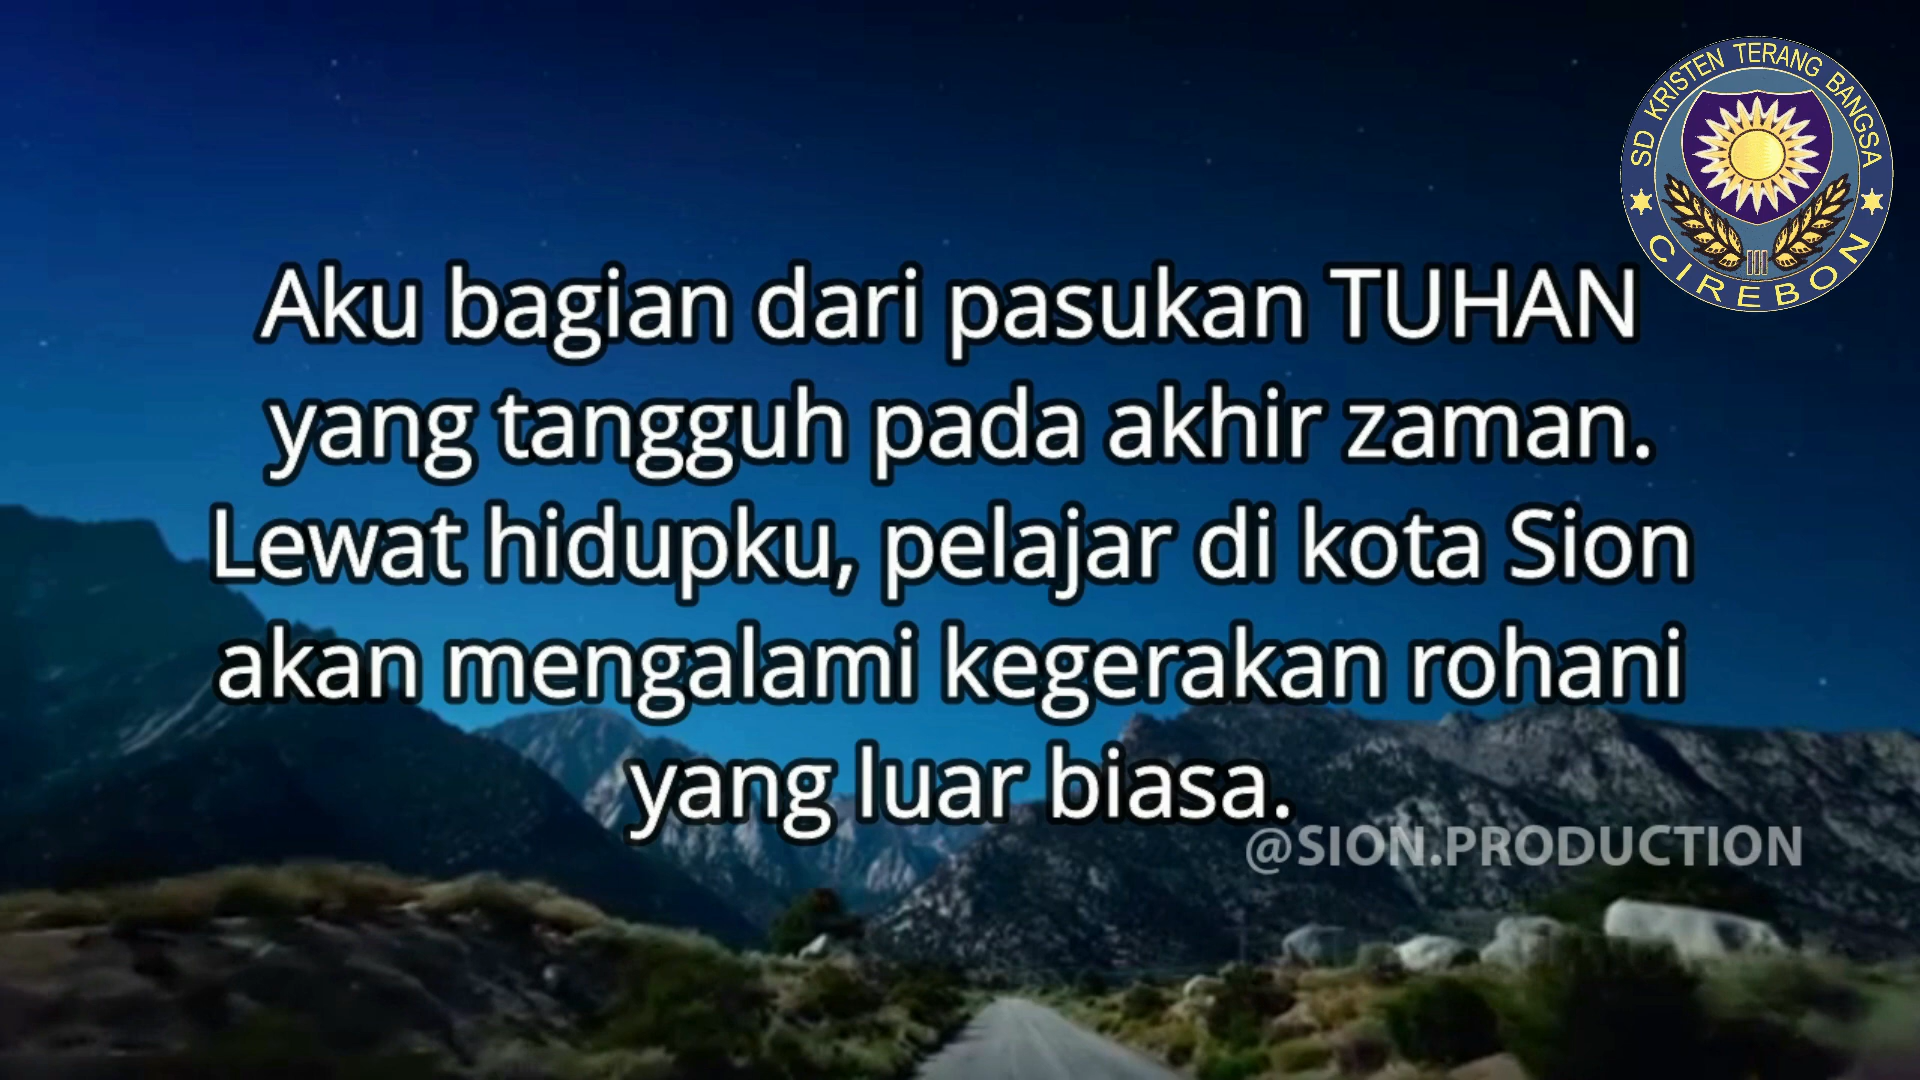 SD KRISTEN TERANG BANGSA
CIREBON
Aku bagian dari pasukan TUHAN
yang tangguh pada akhir zaman.
Lewat hidupku, pelajar di kota Sion
akan mengalami kegerakan rohani
yang luar biasa.
@SION.PRODUCTION